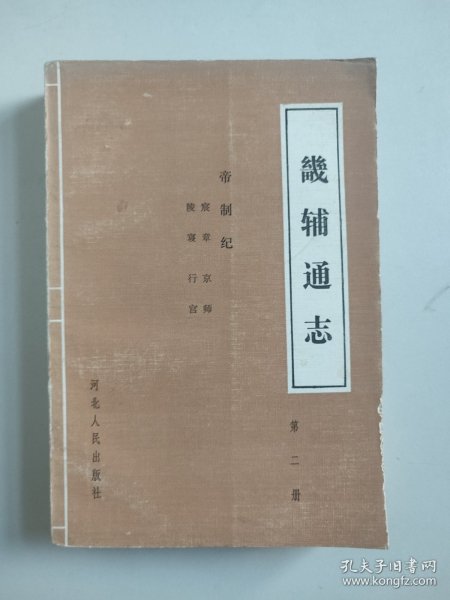 畿辅通志
第二册
帝制纪
宸章 京师
陵寝 行宫
河北人民出版社
孔夫子旧书网
www.kongfz.com